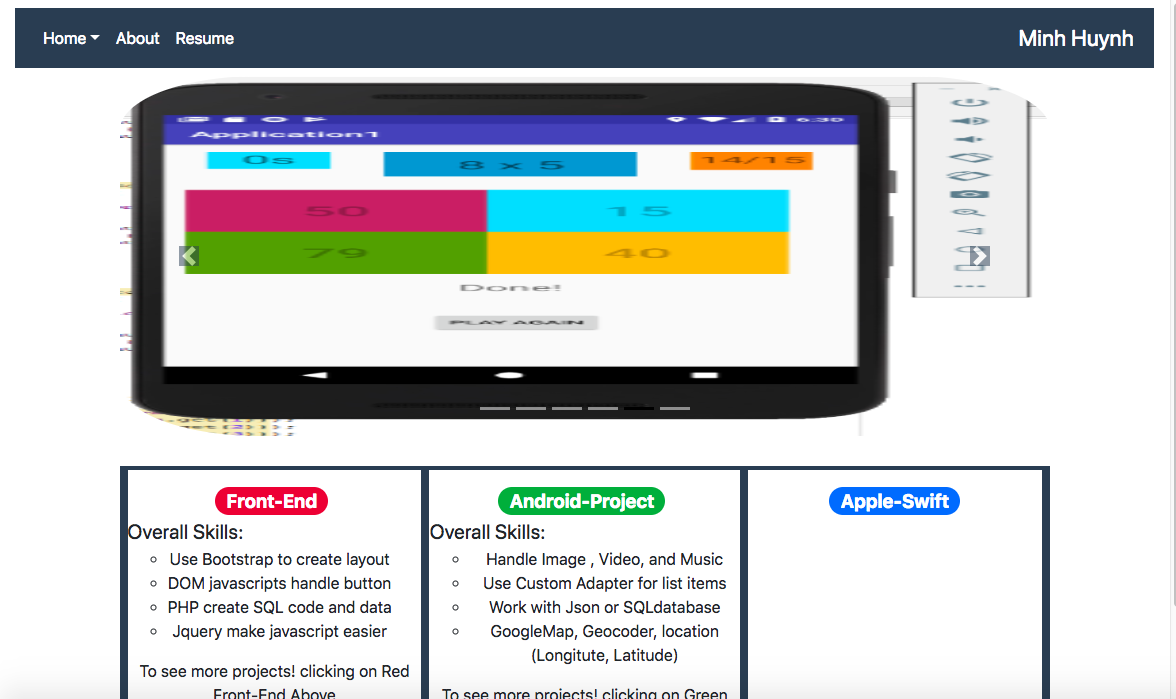 Home About Resume Minh Huynh
6:30
Application1
0s 8 x 5 14/15
50 15
79 40
Done!
PLAY AGAIN
Front-End
Overall Skills:
Use Bootstrap to create layout
DOM javascripts handle button
PHP create SQL code and data
Jquery make javascript easier
To see more projects! clicking on Red
Front-End Above
Android-Project
Overall Skills:
Handle Image , Video, and Music
Use Custom Adapter for list items
Work with Json or SQLdatabase
GoogleMap, Geocoder, location
(Longitute, Latitude)
To see more projects! clicking on Green
Apple-Swift